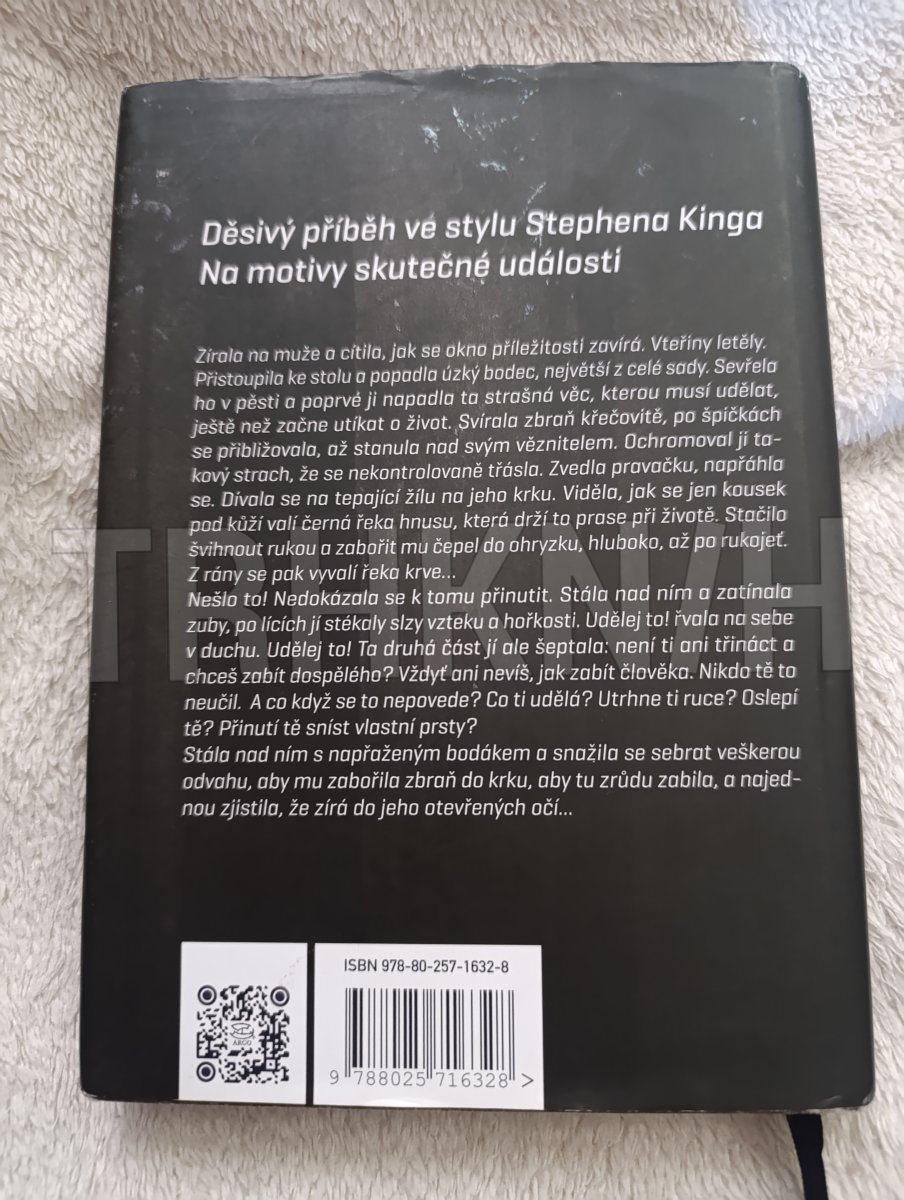 Děsivý příběh ve stylu Stephena Kinga
Na motivy skutečné události
Zírala na muže a cítila, jak se okno příležitosti zavírá. Vteřiny letěly.
Přistoupila ke stolu a popadla úzký bodec, největší z celé sady. Sevřela
ho v pěsti a poprvé ji napadla ta strašná věc, kterou musí udělat,
ještě než začne utíkat o život. Svírala zbraň křečovitě, po špičkách
se přibližovala, až stanula nad svým věznitelem. Ochromoval ji ta-
kový strach, že se nekontrolovaně třásla. Zvedla pravačku, napřáhla
se. Dívala se na tepající žílu na jeho krku. Viděla, jak se jen kousek
pod kůží valí černá řeka hnusu, která drží to prase při životě. Stačilo
švihnout rukou a zabořit mu čepel do ohryzku, hluboko, až po rukojeť.
Z rány se pak vyvalí řeka krve...
Nešlo to! Nedokázala se k tomu přinutit. Stála nad ním a zatínala
zuby, po lících jí stékaly slzy vzteku a hořkosti. Udělej to! řvala na sebe
v duchu. Udělej to! Ta druhá část jí ale šeptala: není ti ani třináct a
chceš zabít dospělého? Vždyť ani nevíš, jak zabít člověka. Nikdo tě to
neučil. A co když se to nepovede? Co ti udělá? Utrhne ti ruce? Oslepí
tě? Přinutí tě sníst vlastní prsty?
Stála nad ním s napřaženým bodákem a snažila se sebrat veškerou
odvahu, aby mu zabořila zbraň do krku, aby tu zrůdu zabila, a najed-
nou zjistila, že zírá do jeho otevřených očí...
TRHKNIH
ARGO
ISBN 978-80-257-1632-8
9 788025 716328 >